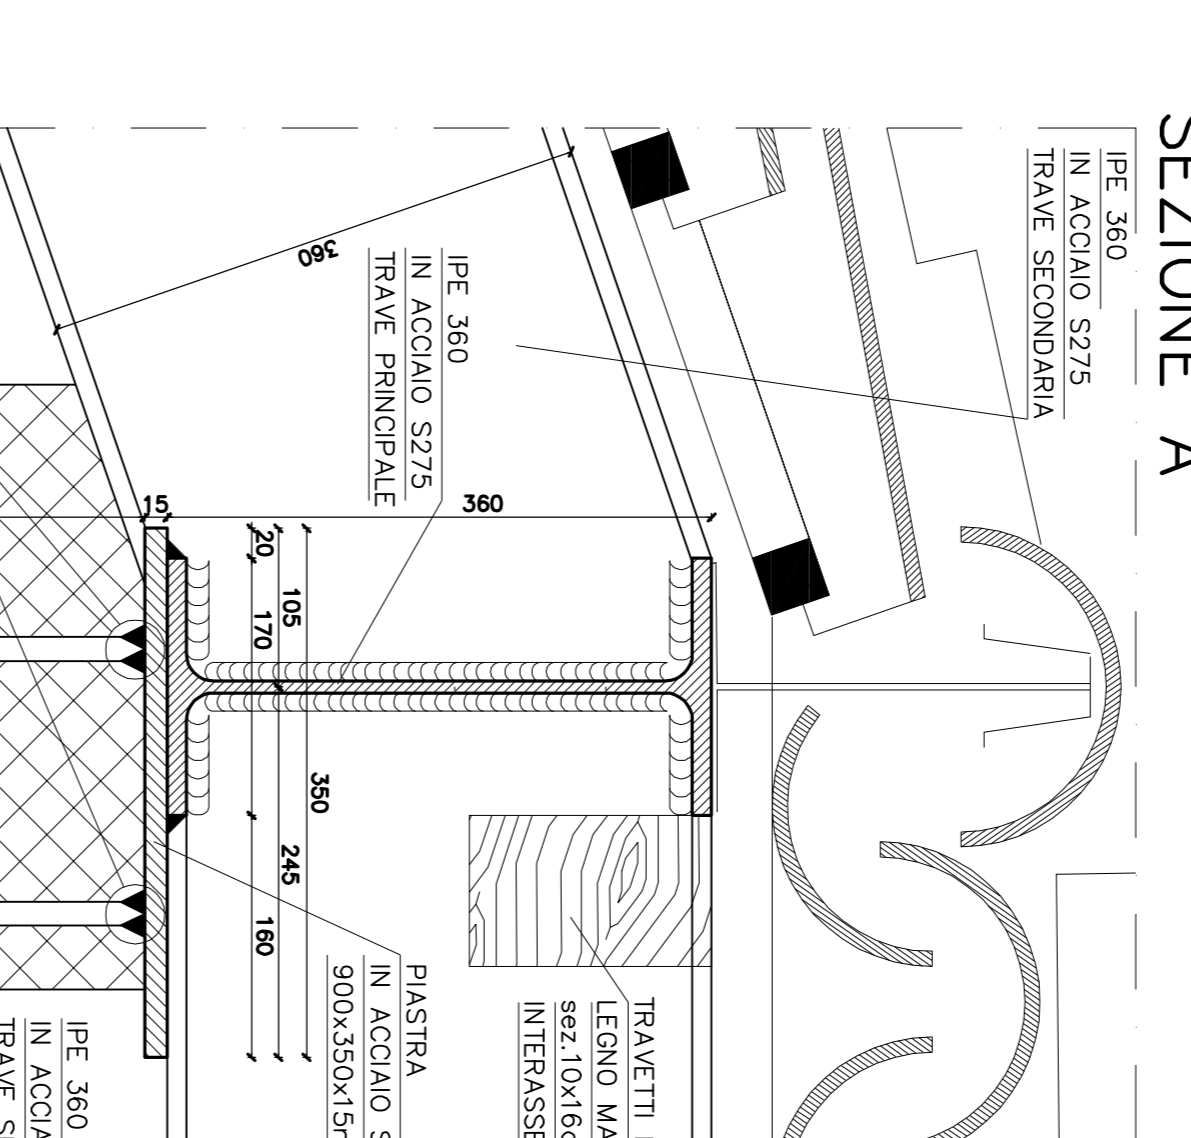 SEZIONE A
IPE 360
IN ACCIAIO S275
TRAVE SECONDARIA
IPE 360
IN ACCIAIO S275
TRAVE PRINCIPALE
360
360
15
20
170
160
105
245
350
PIASTRA
IN ACCIAIO
900x350x15
TRAVETTI
LEGNO
sez.10x16
INTERASSE
IPE 360
IN
TRAVE